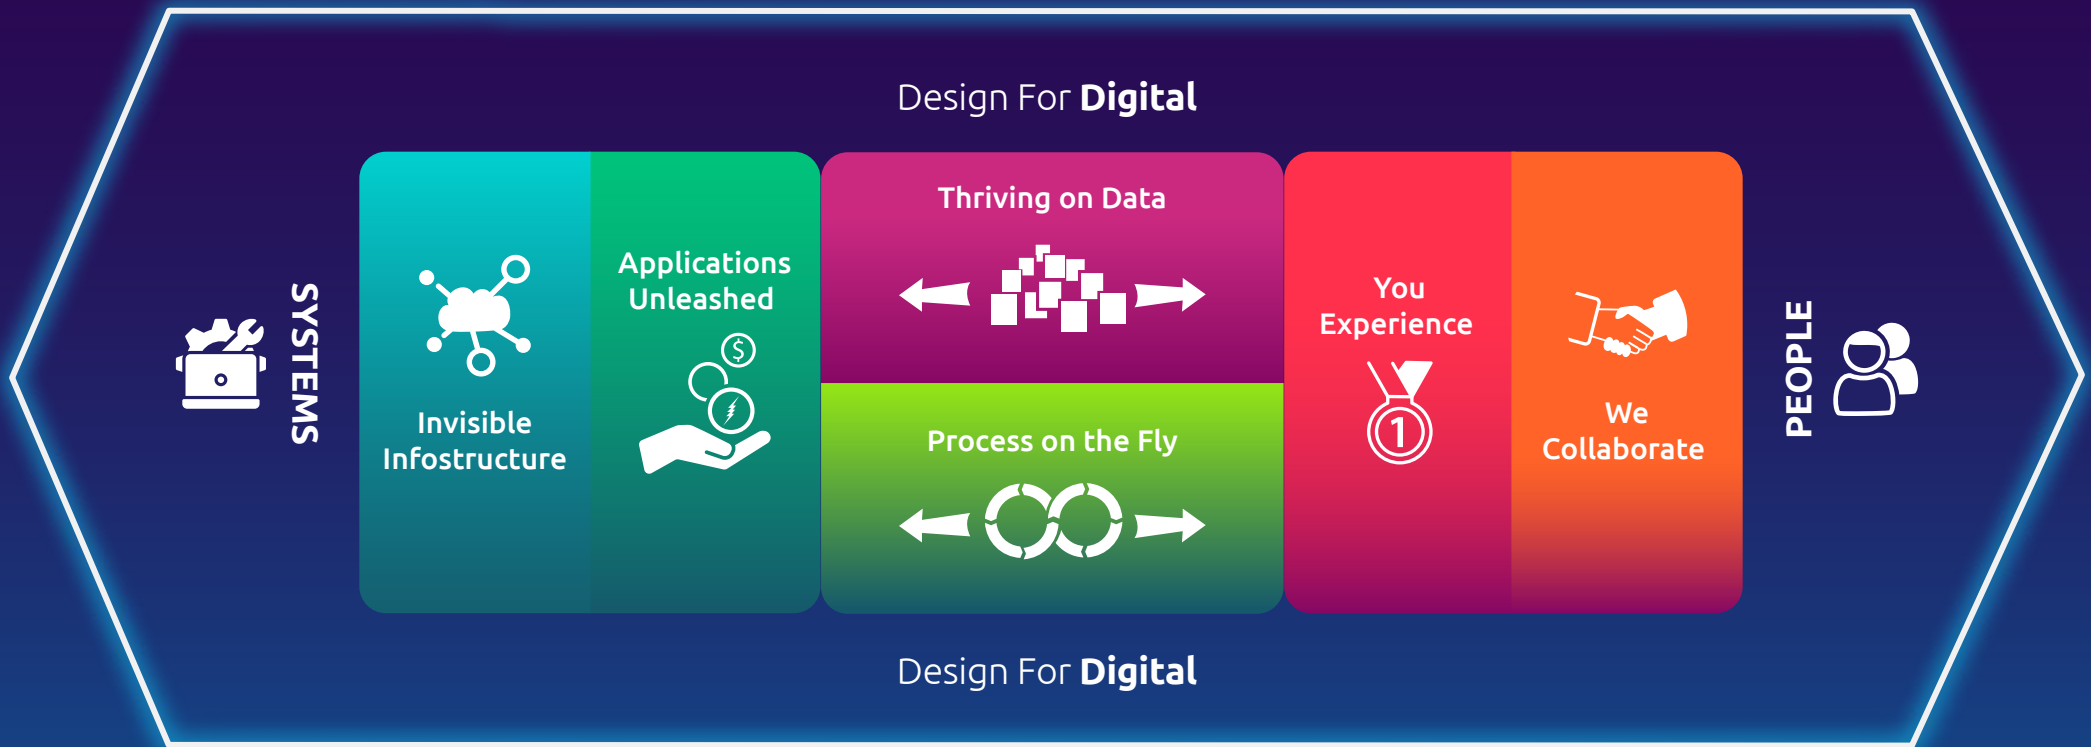 Design For Digital
SYSTEMS
Invisible
Infostructure
Applications
Unleashed
$
Thriving on Data
Process on the Fly
You
Experience
1
We
Collaborate
PEOPLE
Design For Digital